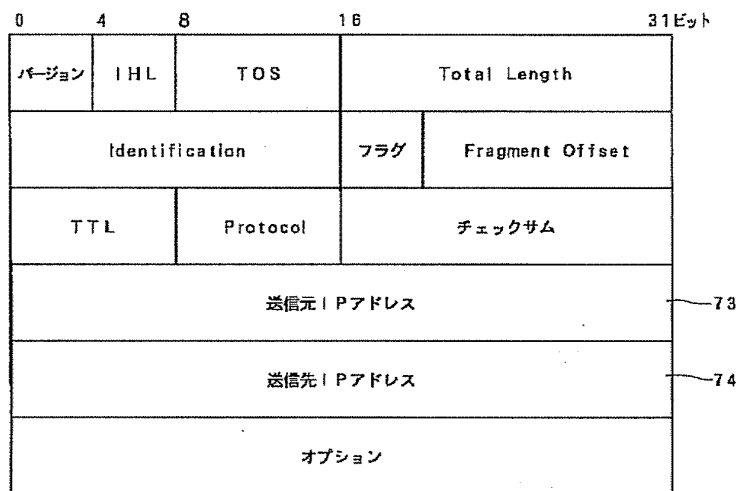 0 4 8 16 31ビット
バージョン IHL TOS Total Length
Identification フラグ Fragment Offset
TTL Protocol チェックサム
送信元IPアドレス 73
送信先IPアドレス 74
オプション